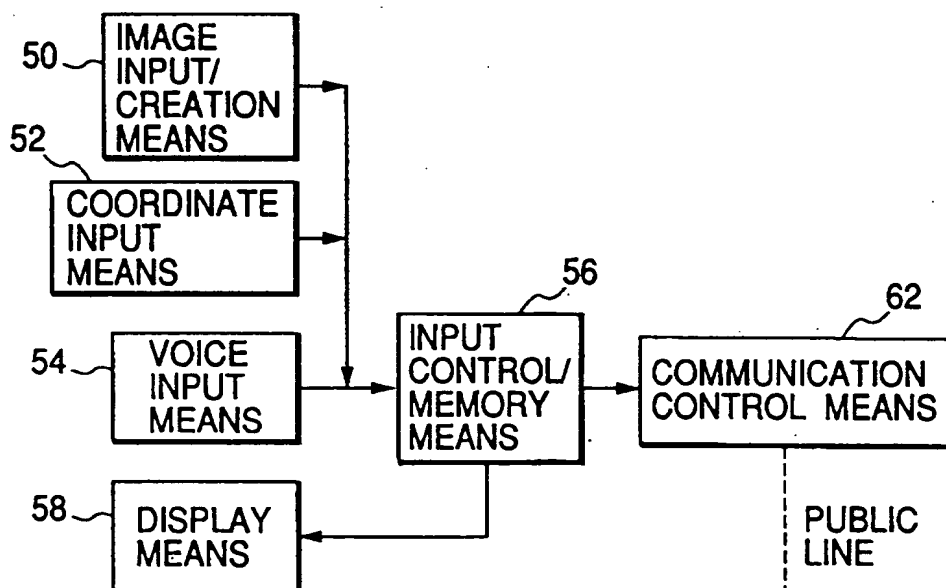 50
IMAGE
INPUT/
CREATION
MEANS
52
COORDINATE
INPUT
MEANS
54
VOICE
INPUT
MEANS
56
INPUT
CONTROL/
MEMORY
MEANS
62
COMMUNICATION
CONTROL MEANS
58
DISPLAY
MEANS
PUBLIC
LINE